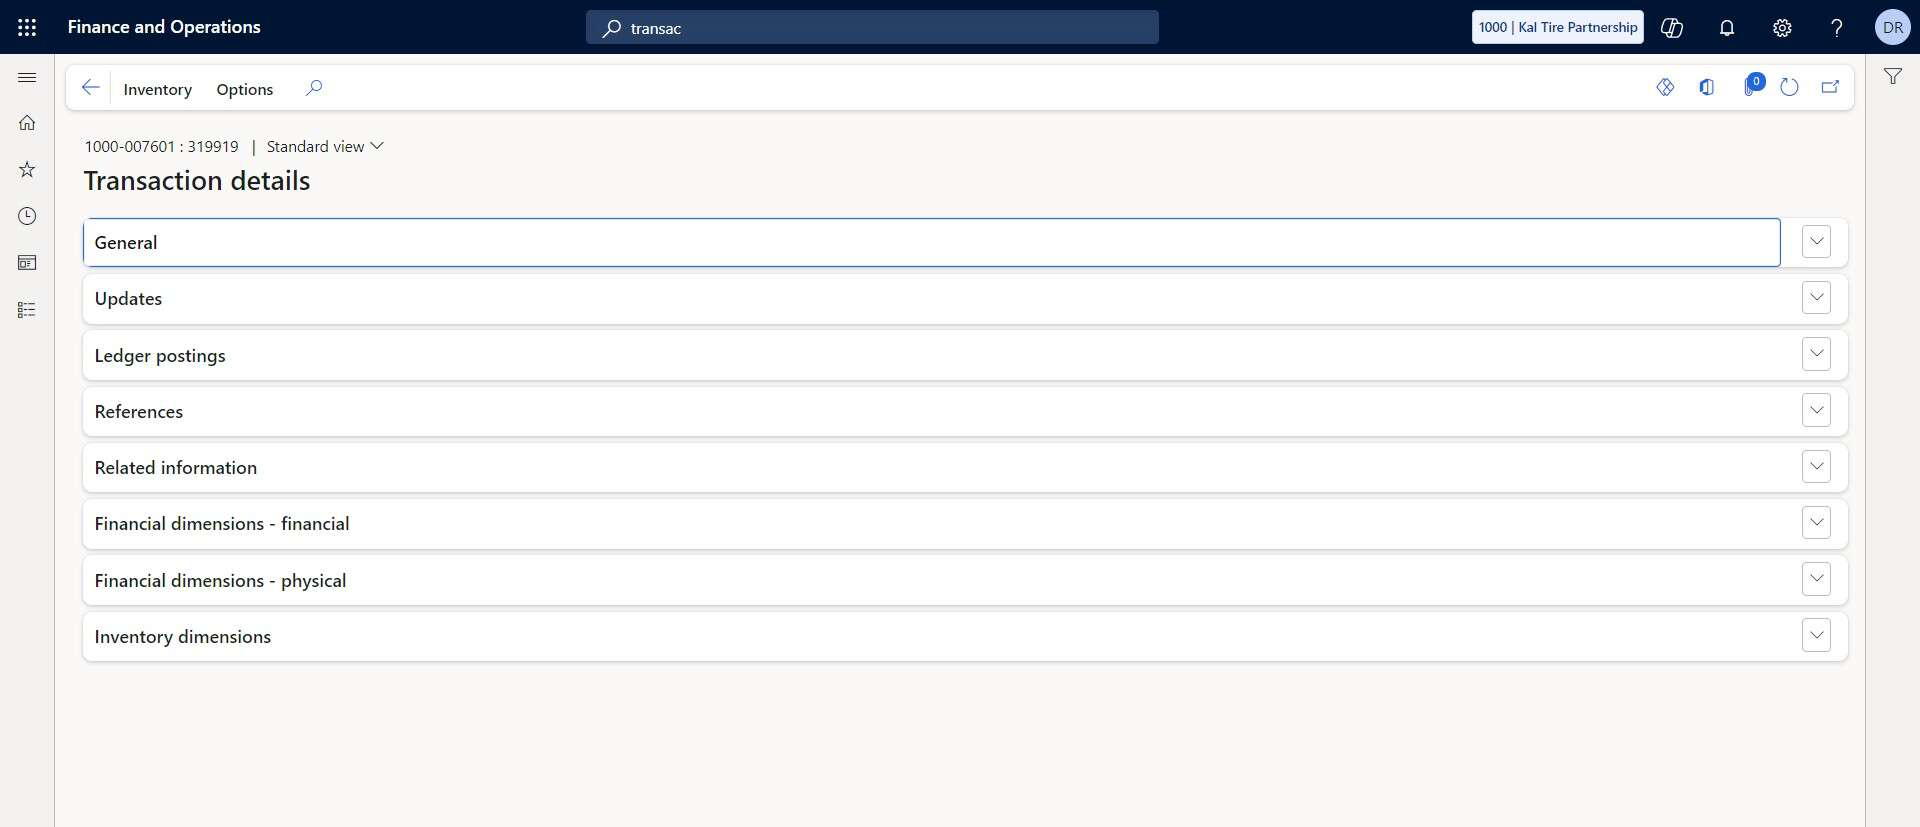 Finance and Operations
transac
1000 | Kal Tire Partnership
DR
Inventory
Options
0
1000-007601 : 319919 | Standard view
Transaction details
General
Updates
Ledger postings
References
Related information
Financial dimensions - financial
Financial dimensions - physical
Inventory dimensions